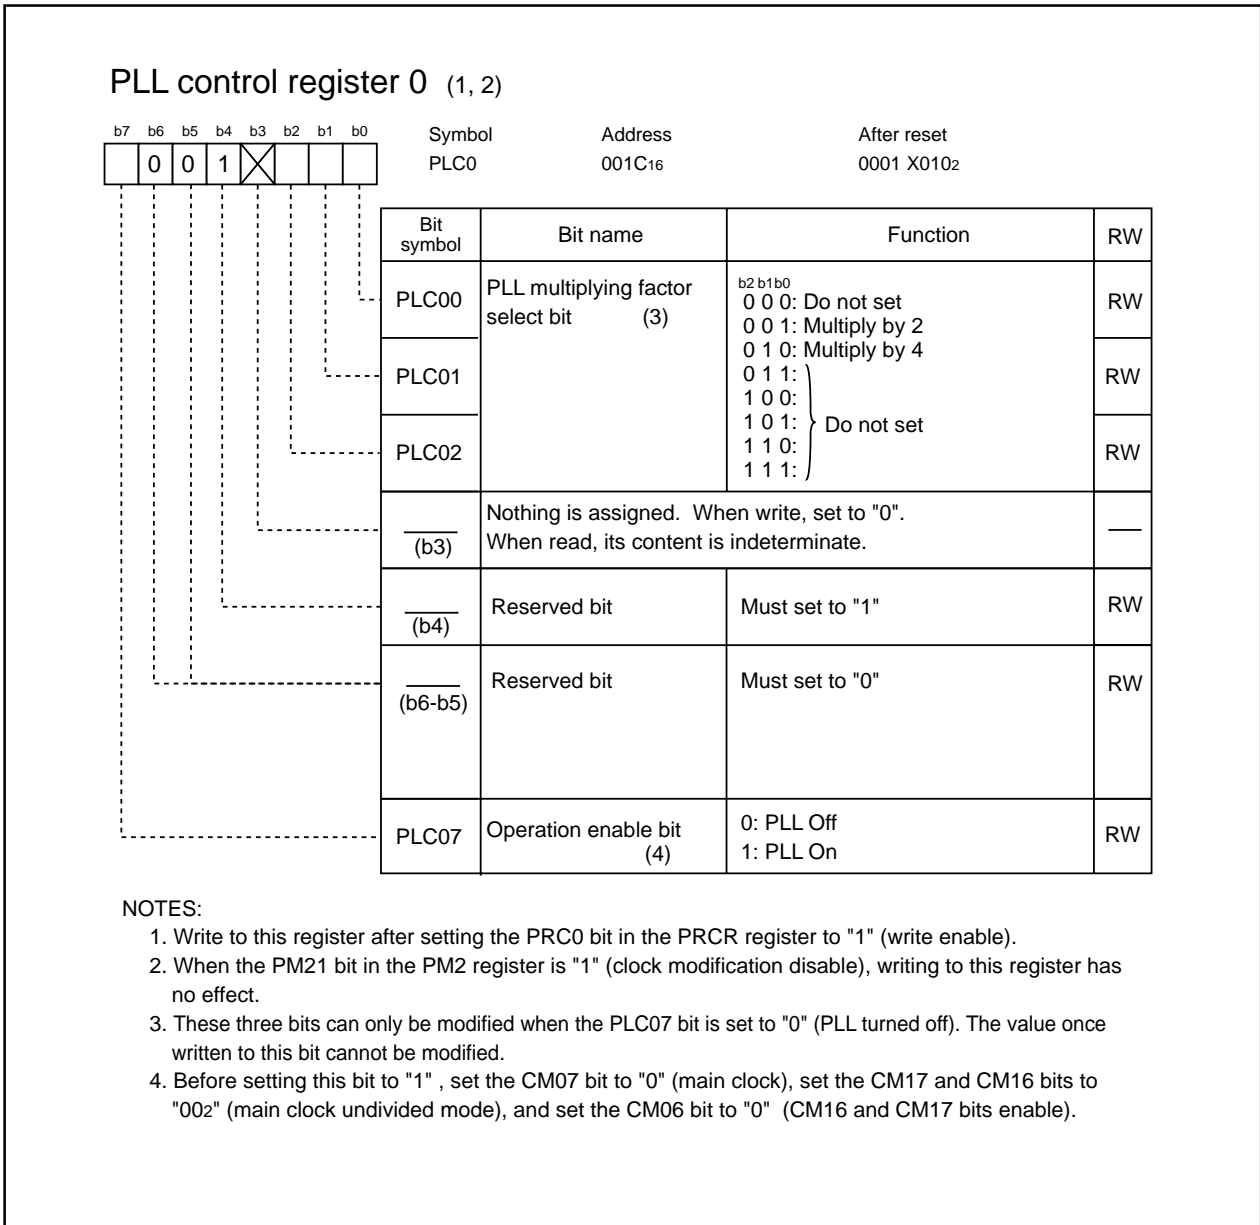 PLL control register 0 (1, 2)
b7 b6 b5 b4 b3 b2 b1 b0
Symbol Address After reset
0 0 1
PLC0 001C16 0001 X0102
Bit symbol Bit name Function RW
PLC00 PLL multiplying factor select bit (3) RW
b2 b1 b0
0 0 0: Do not set
0 0 1: Multiply by 2
0 1 0: Multiply by 4
0 1 1:
PLC01 RW
1 0 0:
1 0 1: Do not set
1 1 0:
PLC02 RW
1 1 1:
Nothing is assigned. When write, set to "0".
(b3) When read, its content is indeterminate.
Reserved bit Must set to "1" RW
(b4)
Reserved bit Must set to "0" RW
(b6-b5)
PLC07 Operation enable bit (4) RW
0: PLL Off
1: PLL On
NOTES:
1. Write to this register after setting the PRC0 bit in the PRCR register to "1" (write enable).
2. When the PM21 bit in the PM2 register is "1" (clock modification disable), writing to this register has
no effect.
3. These three bits can only be modified when the PLC07 bit is set to "0" (PLL turned off). The value once
written to this bit cannot be modified.
4. Before setting this bit to "1" , set the CM07 bit to "0" (main clock), set the CM17 and CM16 bits to
"002" (main clock undivided mode), and set the CM06 bit to "0" (CM16 and CM17 bits enable).